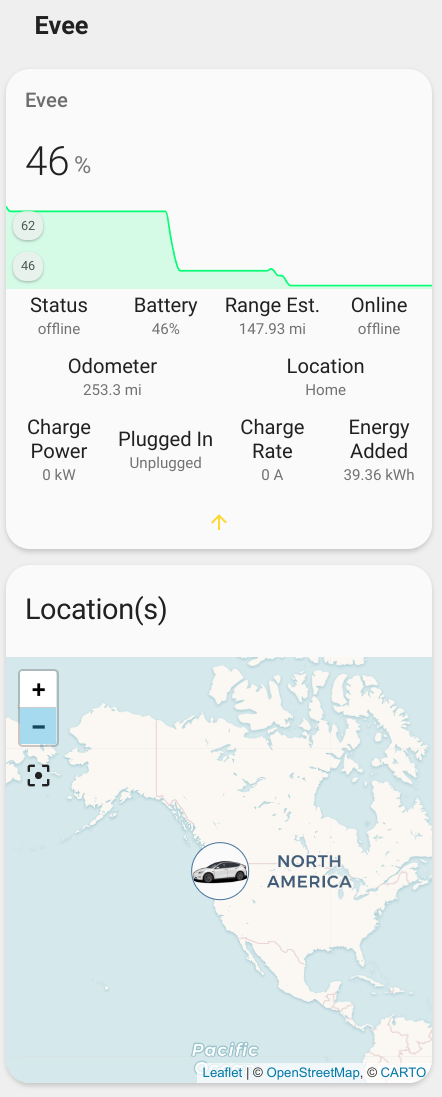 Evee
Evee
46 %
62
46
Status Battery Range Est. Online
offline 46% 147.93 mi offline
Odometer Location
253.3 mi Home
Charge Power Plugged In Charge Rate Energy Added
0 kW Unplugged 0 A 39.36 kWh
Location(s)
+
−
NORTH
AMERICA
Pacific
Leaflet | © OpenStreetMap, © CARTO